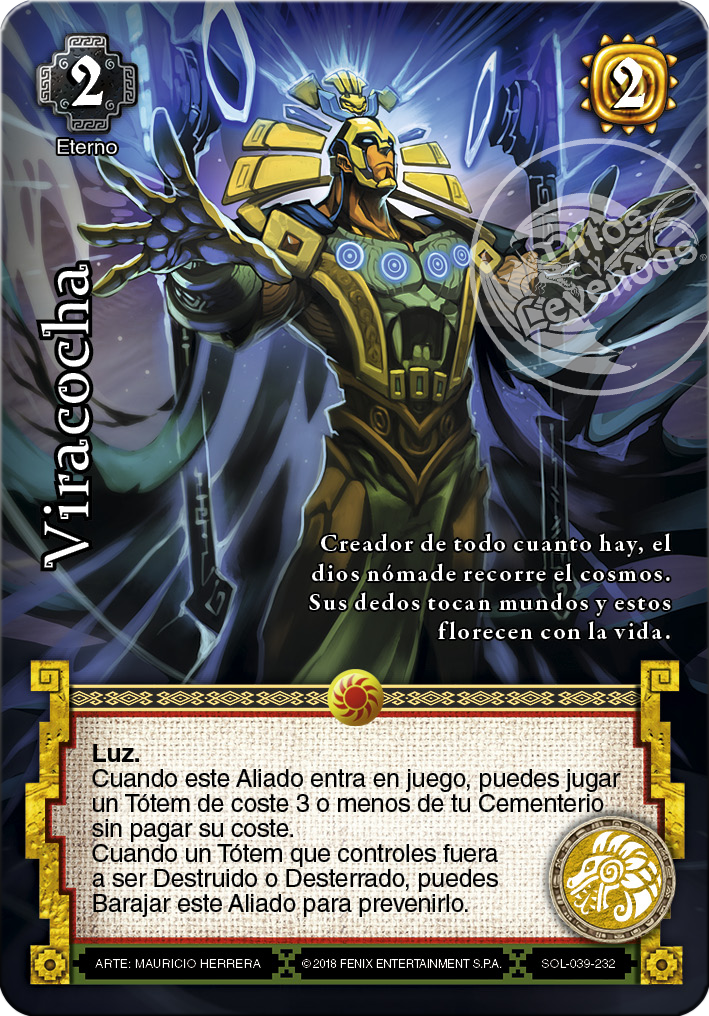 2
2
Eterno
Mitos
y
Leyendas
Viracocha
Creador de todo cuanto hay, el
dios nómade recorre el cosmos.
Sus dedos tocan mundos y estos
florecen con la vida.
Luz.
Cuando este Aliado entra en juego, puedes jugar
un Tótem de coste 3 o menos de tu Cementerio
sin pagar su coste.
Cuando un Tótem que controles fuera
a ser Destruido o Desterrado, puedes
Barajar este Aliado para prevenirlo.
ARTE: MAURICIO HERRERA
©2018 FENIX ENTERTAINMENT S.P.A.
SOL-039-232